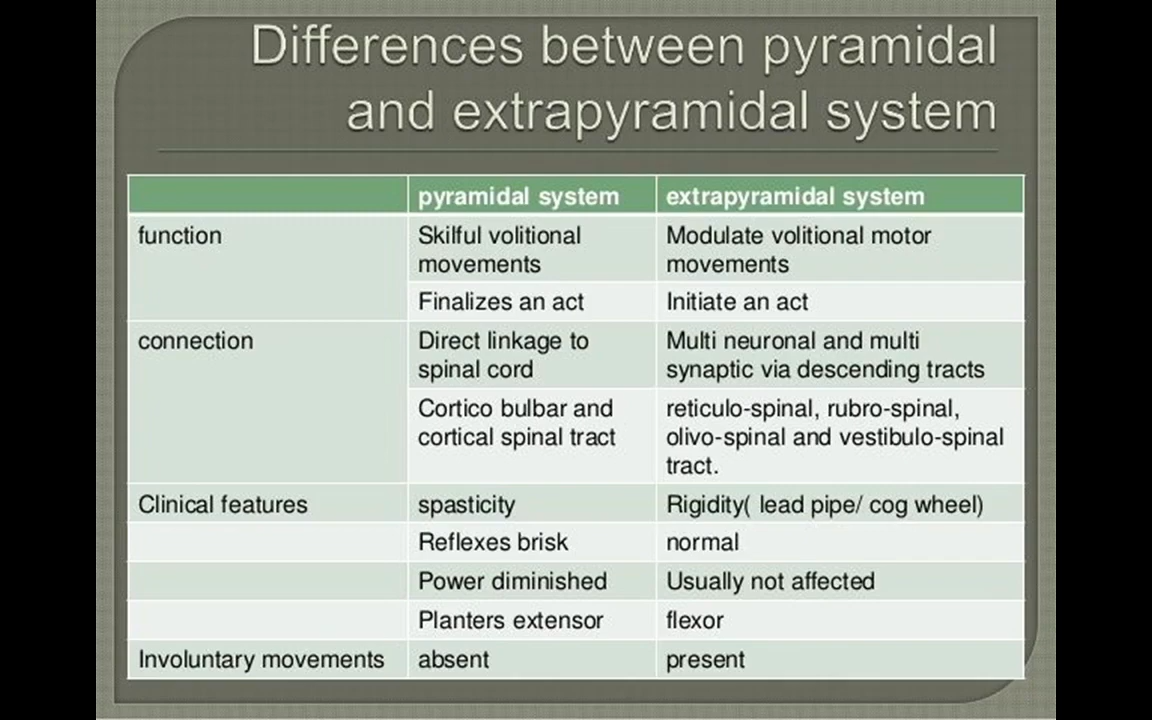 Differences between pyramidal
and extrapyramidal system
pyramidal system extrapyramidal system
function Skilful volitional Modulate volitional motor
movements movements
Finalizes an act Initiate an act
connection Direct linkage to Multi neuronal and multi
spinal cord synaptic via descending tracts
Cortico bulbar and reticulo-spinal, rubro-spinal,
cortical spinal tract olivo-spinal and vestibulo-spinal
tract.
Clinical features spasticity Rigidity( lead pipe/ cog wheel)
Reflexes brisk normal
Power diminished Usually not affected
Planters extensor flexor
Involuntary movements absent present